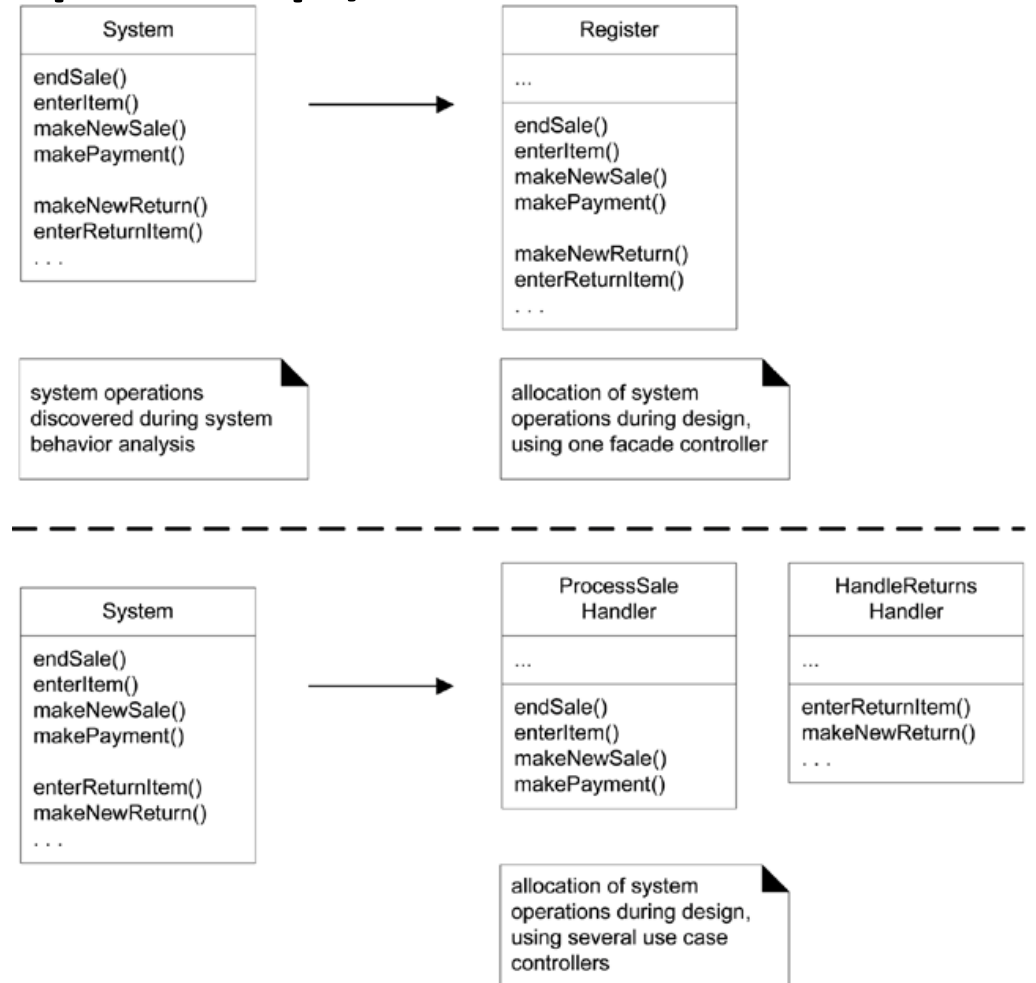 System
endSale()
enterItem()
makeNewSale()
makePayment()
makeNewReturn()
enterReturnItem()
. . .
Register
...
endSale()
enterItem()
makeNewSale()
makePayment()
makeNewReturn()
enterReturnItem()
. . .
system operations
discovered during system
behavior analysis
allocation of system
operations during design,
using one facade controller
System
endSale()
enterItem()
makeNewSale()
makePayment()
enterReturnItem()
makeNewReturn()
. . .
ProcessSale
Handler
...
endSale()
enterItem()
makeNewSale()
makePayment()
HandleReturns
Handler
...
enterReturnItem()
makeNewReturn()
. . .
allocation of system
operations during design,
using several use case
controllers